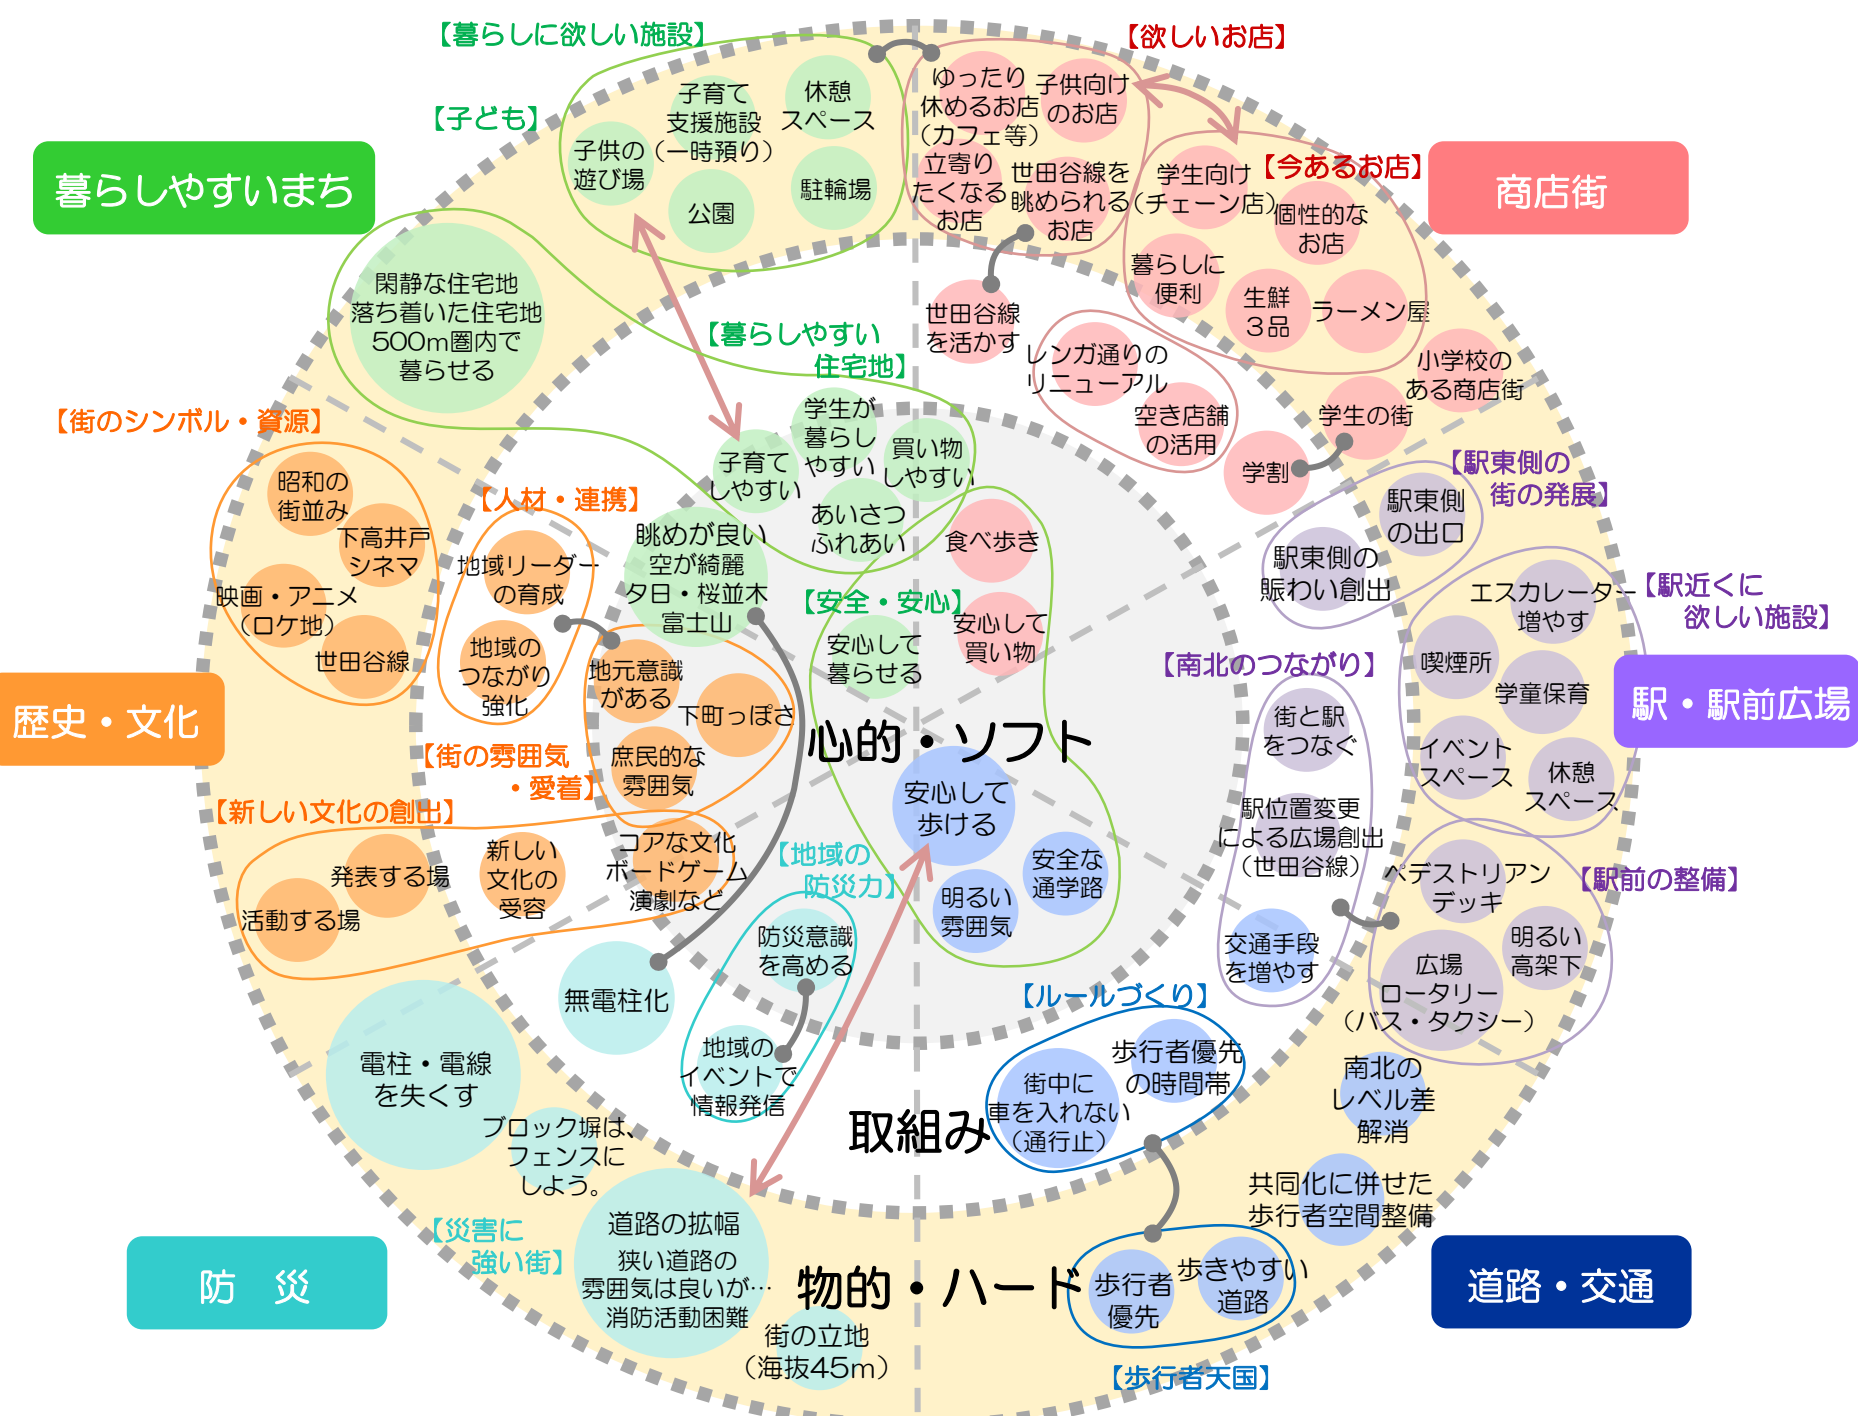 【暮らしに欲しい施設】
【子ども】
暮らしやすいまち
子育て
支援施設
（一時預り）
休憩
スペース
子供の
遊び場
公園
駐輪場
閑静な住宅地
落ち着いた住宅地
500m圏内で
暮らせる
【暮らしやすい
住宅地】
学生が
暮らし
やすい
買い物
しやすい
子育て
しやすい
あいさつ
ふれあい
眺めが良い
空が綺麗
夕日・桜並木
富士山
【安全・安心】
安心して
暮らせる
【欲しいお店】
商店街
ゆったり
休めるお店
（カフェ等）
子供向け
のお店
立寄り
たくなる
お店
世田谷線を
眺められる
お店
【今あるお店】
学生向け
（チェーン店）
個性的な
お店
暮らしに
便利
生鮮
３品
ラーメン屋
世田谷線
を活かす
レンガ通りの
リニューアル
空き店舗
の活用
小学校の
ある商店街
学生の街
学割
食べ歩き
安心して
買い物
【街のシンボル・資源】
昭和の
街並み
下高井戸
シネマ
映画・アニメ
（ロケ地）
世田谷線
【人材・連携】
地域リーダー
の育成
地域の
つながり
強化
歴史・文化
地元意識
がある
下町っぽさ
庶民的な
雰囲気
【街の雰囲気
・愛着】
【新しい文化の創出】
発表する場
活動する場
新しい
文化の
受容
コアな文化
ボードゲーム
演劇など
【駅東側の
街の発展】
駅東側
の出口
駅東側の
賑わい創出
【駅近くに
欲しい施設】
エスカレーター
増やす
喫煙所
学童保育
イベント
スペース
休憩
スペース
駅・駅前広場
【南北のつながり】
街と駅
をつなぐ
駅位置変更
による広場創出
（世田谷線）
交通手段
を増やす
【駅前の整備】
ペデストリアン
デッキ
広場
ロータリー
（バス・タクシー）
明るい
高架下
心的・ソフト
取組み
物的・ハード
安心して
歩ける
安全な
通学路
明るい
雰囲気
【地域の
防災力】
防災意識
を高める
地域の
イベントで
情報発信
無電柱化
電柱・電線
を失くす
ブロック塀は、
フェンスに
しよう。
【災害に
強い街】
防　災
道路の拡幅
狭い道路の
雰囲気は良いが…
消防活動困難
街の立地
（海抜45m）
【ルールづくり】
歩行者優先
の時間帯
街中に
車を入れない
（通行止）
南北の
レベル差
解消
共同化に併せた
歩行者空間整備
道路・交通
歩行者
優先
歩きやすい
道路
【歩行者天国】